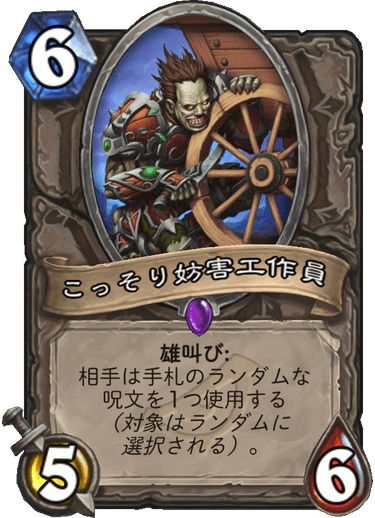 6
こっそり妨害工作員
雄叫び:
相手は手札のランダムな
呪文を1つ使用する
（対象はランダムに
選択される）。
5
6